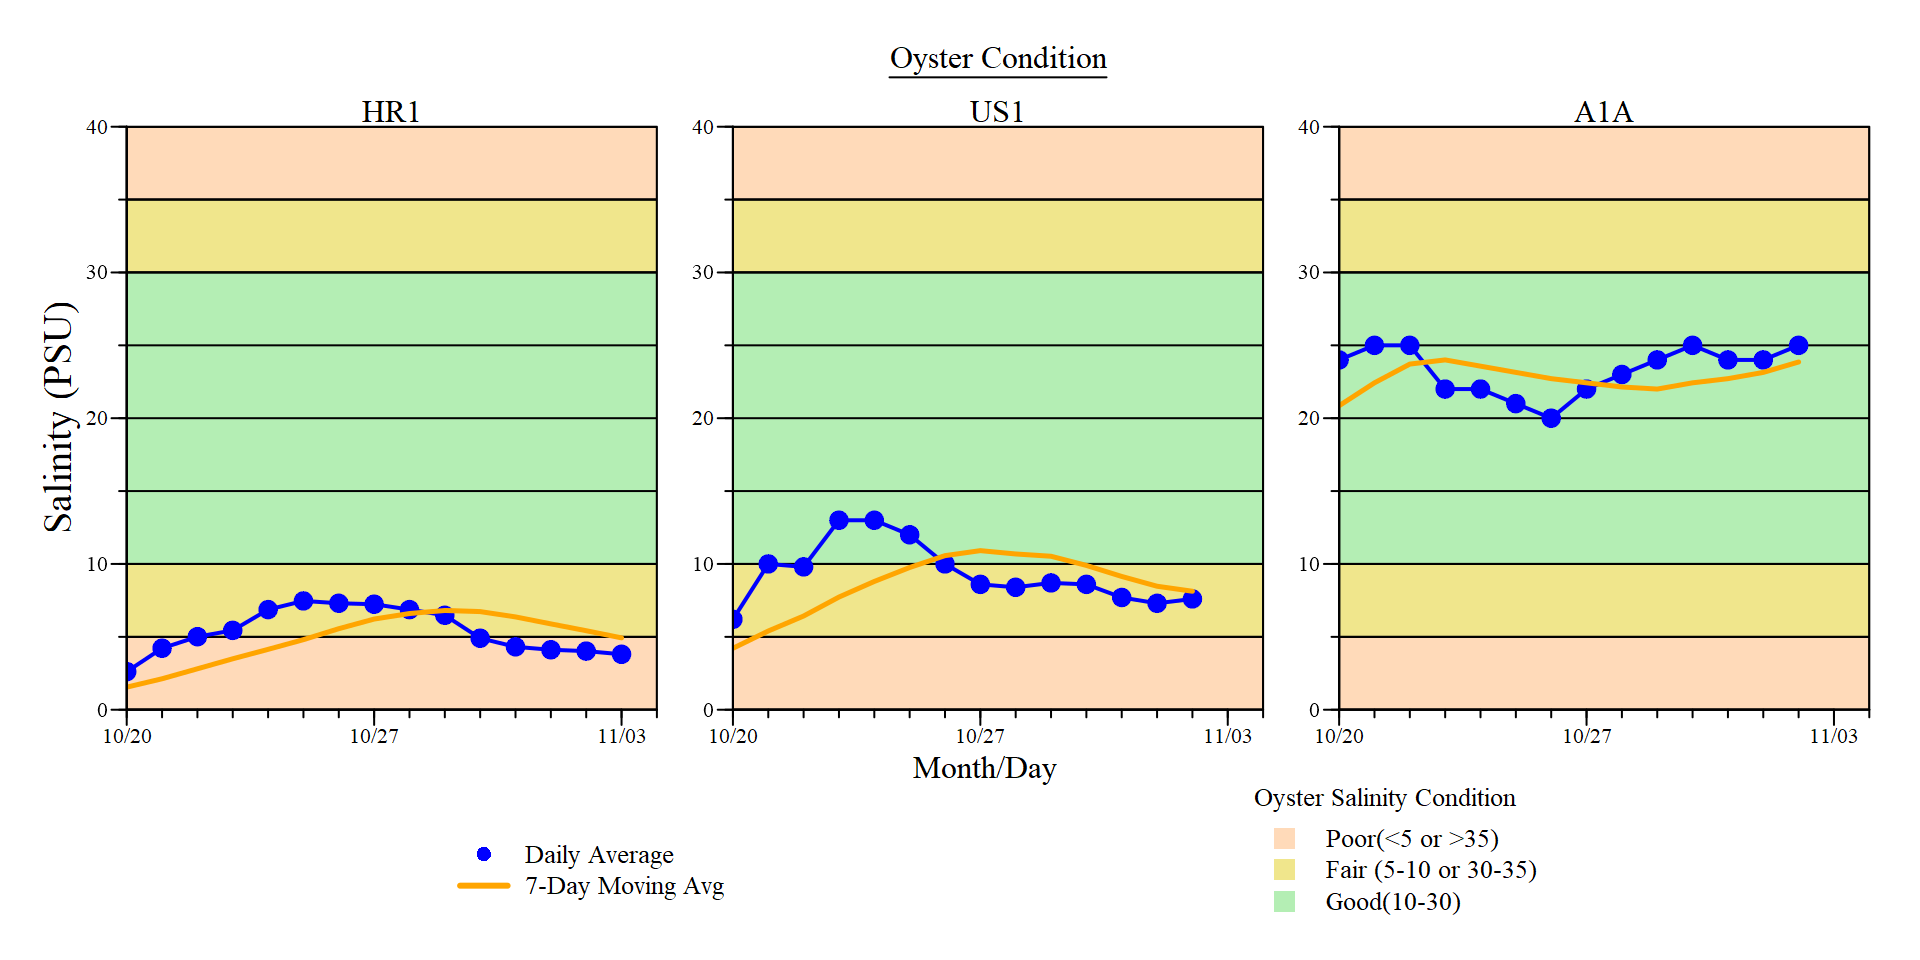 Oyster Condition
HR1
US1
A1A
Salinity (PSU)
40
30
20
10
0
10/20
10/27
11/03
40
30
20
10
0
10/20
10/27
11/03
40
30
20
10
0
10/20
10/27
11/03
Month/Day
Daily Average
7-Day Moving Avg
Oyster Salinity Condition
Poor(<5 or >35)
Fair (5-10 or 30-35)
Good(10-30)